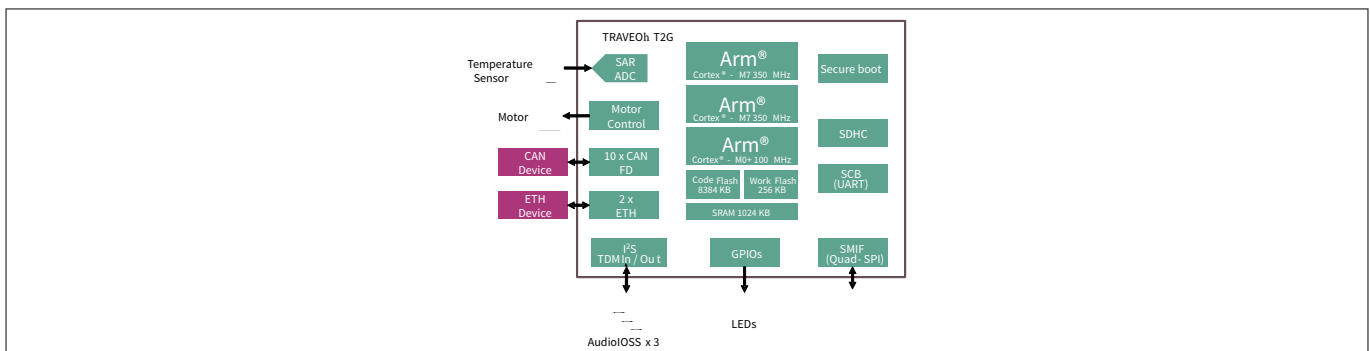 TRAVEOh T2G
Temperature
Sensor
SAR
ADC
Arm®
Cortex® - M7 350 MHz
Secure boot
Motor
Motor
Control
Arm®
Cortex® - M7 350 MHz
SDHC
CAN
Device
10 x CAN
FD
Arm®
Cortex® - M0+ 100 MHz
SCB
(UART)
Code Flash
8384 KB
Work Flash
256 KB
ETH
Device
2 x
ETH
SRAM 1024 KB
I²S
TDM In / Out
GPIOs
SMIF
(Quad- SPI)
LEDs
AudioIOSS x 3